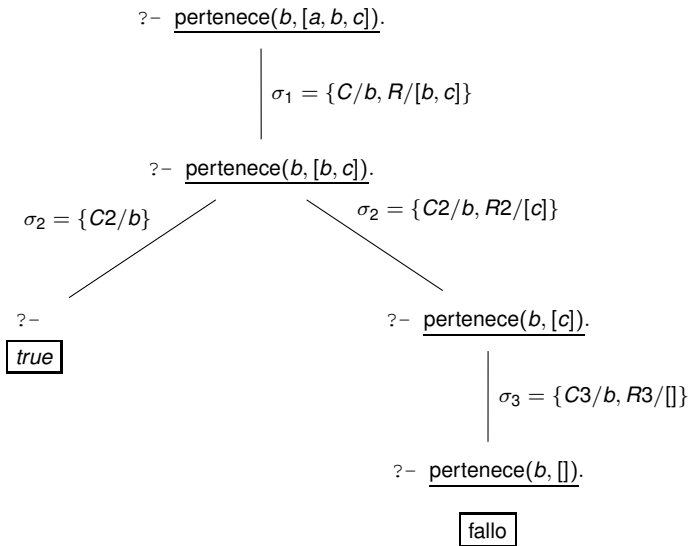 ?- pertenece(b, [a, b, c]).
σ₁ = {C/b, R/[b, c]}
?- pertenece(b, [b, c]).
σ₂ = {C2/b}
σ₂ = {C2/b, R2/[c]}
?-
?- pertenece(b, [c]).
true
σ₃ = {C3/b, R3/[]}
?- pertenece(b, []).
fallo